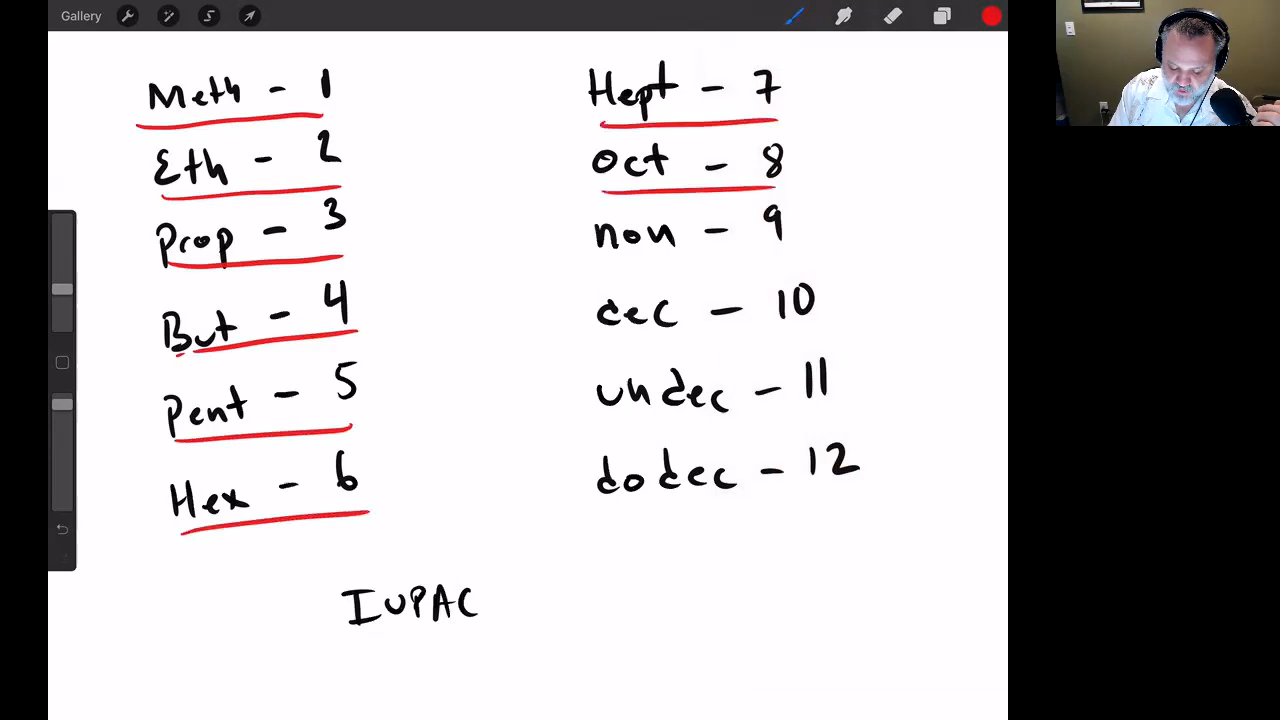 Gallery
Meth - 1
Eth - 2
Prop - 3
But - 4
Pent - 5
Hex - 6
Hept - 7
Oct - 8
non - 9
dec - 10
undec - 11
dodec - 12
IUPAC